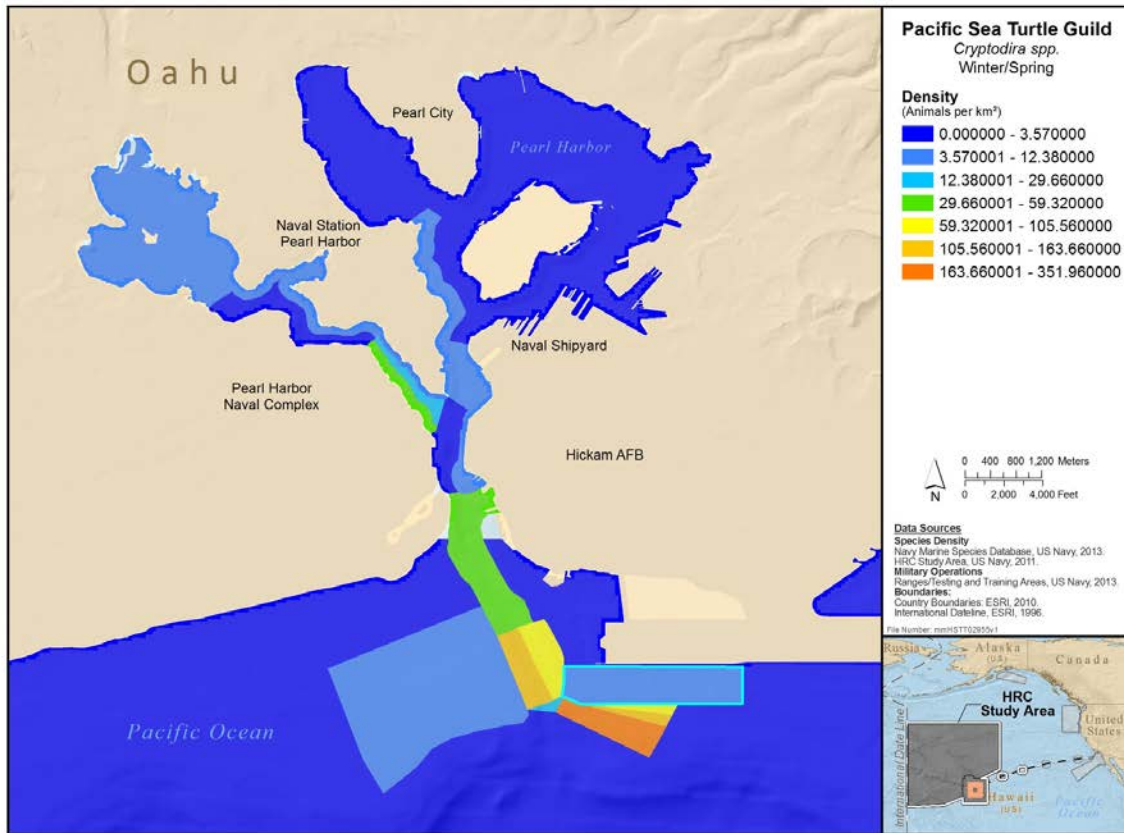 Oahu
Pearl City
Pearl Harbor
Naval Station
Pearl Harbor
Naval Shipyard
Pearl Harbor
Naval Complex
Hickam AFB
Pacific Ocean
Pacific Sea Turtle Guild
Cryptodira spp.
Winter/Spring
Density
(Animals per km²)
0.000000 - 3.570000
3.570001 - 12.380000
12.380001 - 29.660000
29.660001 - 59.320000
59.320001 - 105.560000
105.560001 - 163.660000
163.660001 - 351.960000
N
0 400 800 1,200 Meters
0 2,000 4,000 Feet
Data Sources
Species Density
Navy Marine Species Database, US Navy, 2013.
HRC Study Area, US Navy, 2011.
Military Operations
Ranges/Testing and Training Areas, US Navy, 2013.
Boundaries:
Country Boundaries: ESRI, 2010.
International Dateline, ESRI, 1996.
File Number: mmHSTT02955v1
Russia
Alaska
(U.S.)
Canada
HRC
Study Area
United
States
International Date Line
Hawaii
(U.S.)
Pacific
Ocean